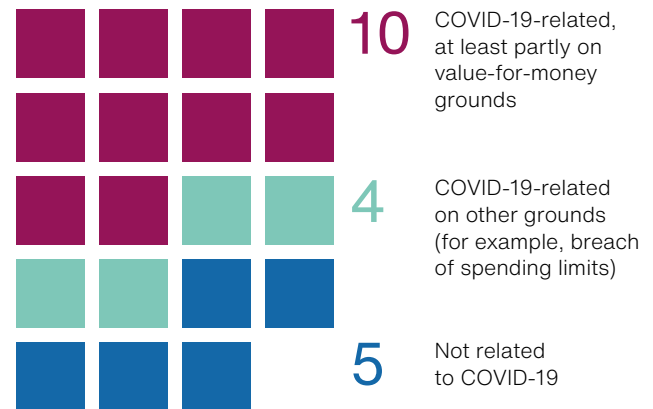 10
COVID-19-related,
at least partly on
value-for-money
grounds
4
COVID-19-related
on other grounds
(for example, breach
of spending limits)
5
Not related
to COVID-19